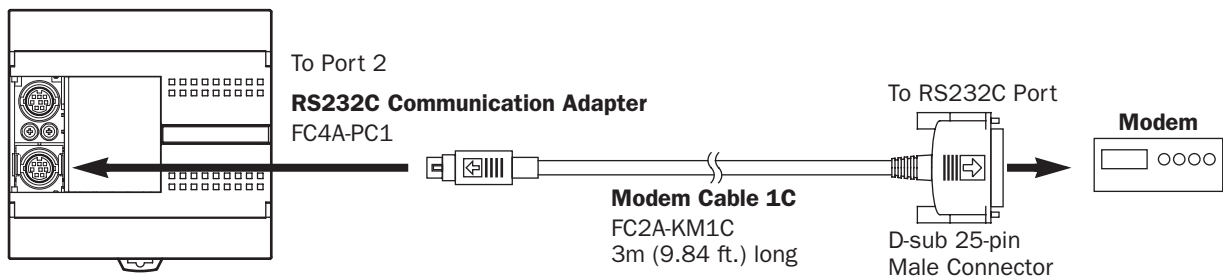 To Port 2
RS232C Communication Adapter
FC4A-PC1
Modem Cable 1C
FC2A-KM1C
3m (9.84 ft.) long
To RS232C Port
D-sub 25-pin
Male Connector
Modem